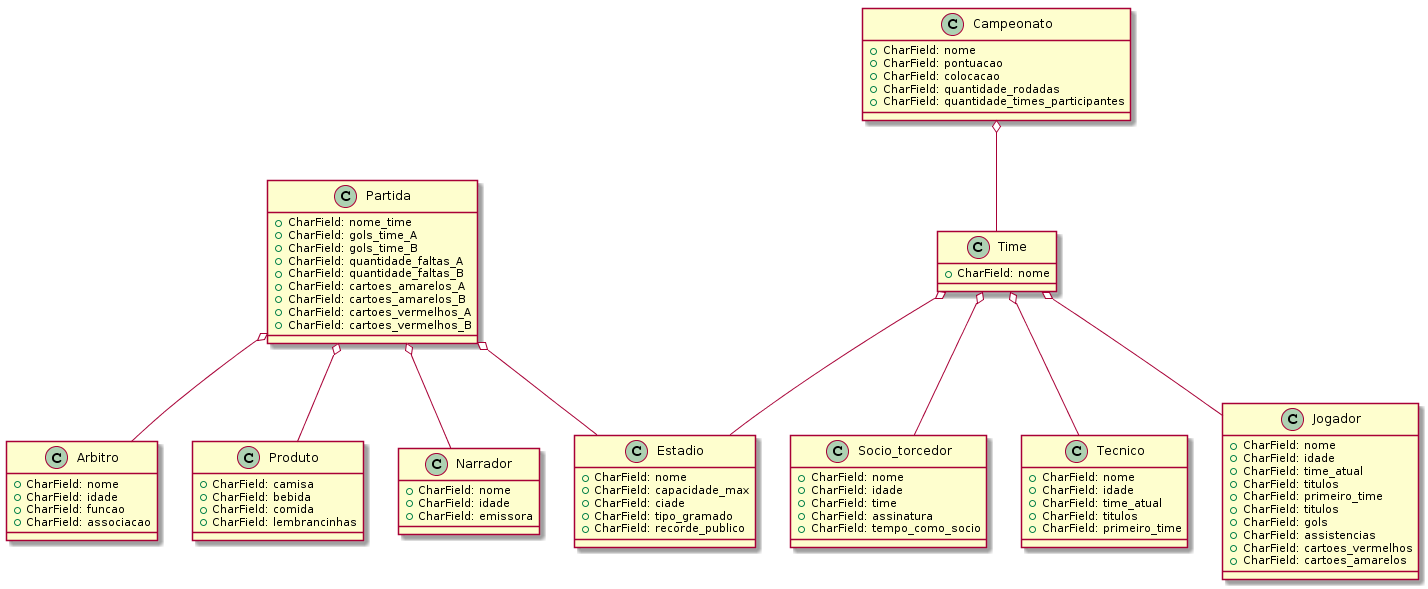 C Campeonato
CharField: nome
CharField: pontuacao
CharField: colocacao
CharField: quantidade_rodadas
CharField: quantidade_times_participantes
C Partida
CharField: nome_time
CharField: gols_time_A
CharField: gols_time_B
CharField: quantidade_faltas_A
CharField: quantidade_faltas_B
CharField: cartoes_amarelos_A
CharField: cartoes_amarelos_B
CharField: cartoes_vermelhos_A
CharField: cartoes_vermelhos_B
C Time
CharField: nome
C Arbitro
CharField: nome
CharField: idade
CharField: funcao
CharField: associacao
C Produto
CharField: camisa
CharField: bebida
CharField: comida
CharField: lembrancinhas
C Narrador
CharField: nome
CharField: idade
CharField: emissora
C Estadio
CharField: nome
CharField: capacidade_max
CharField: ciade
CharField: tipo_gramado
CharField: recorde_publico
C Socio_torcedor
CharField: nome
CharField: idade
CharField: time
CharField: assinatura
CharField: tempo_como_socio
C Tecnico
CharField: nome
CharField: idade
CharField: time_atual
CharField: titulos
CharField: primeiro_time
C Jogador
CharField: nome
CharField: idade
CharField: time_atual
CharField: titulos
CharField: primeiro_time
CharField: titulos
CharField: gols
CharField: assistencias
CharField: cartoes_vermelhos
CharField: cartoes_amarelos